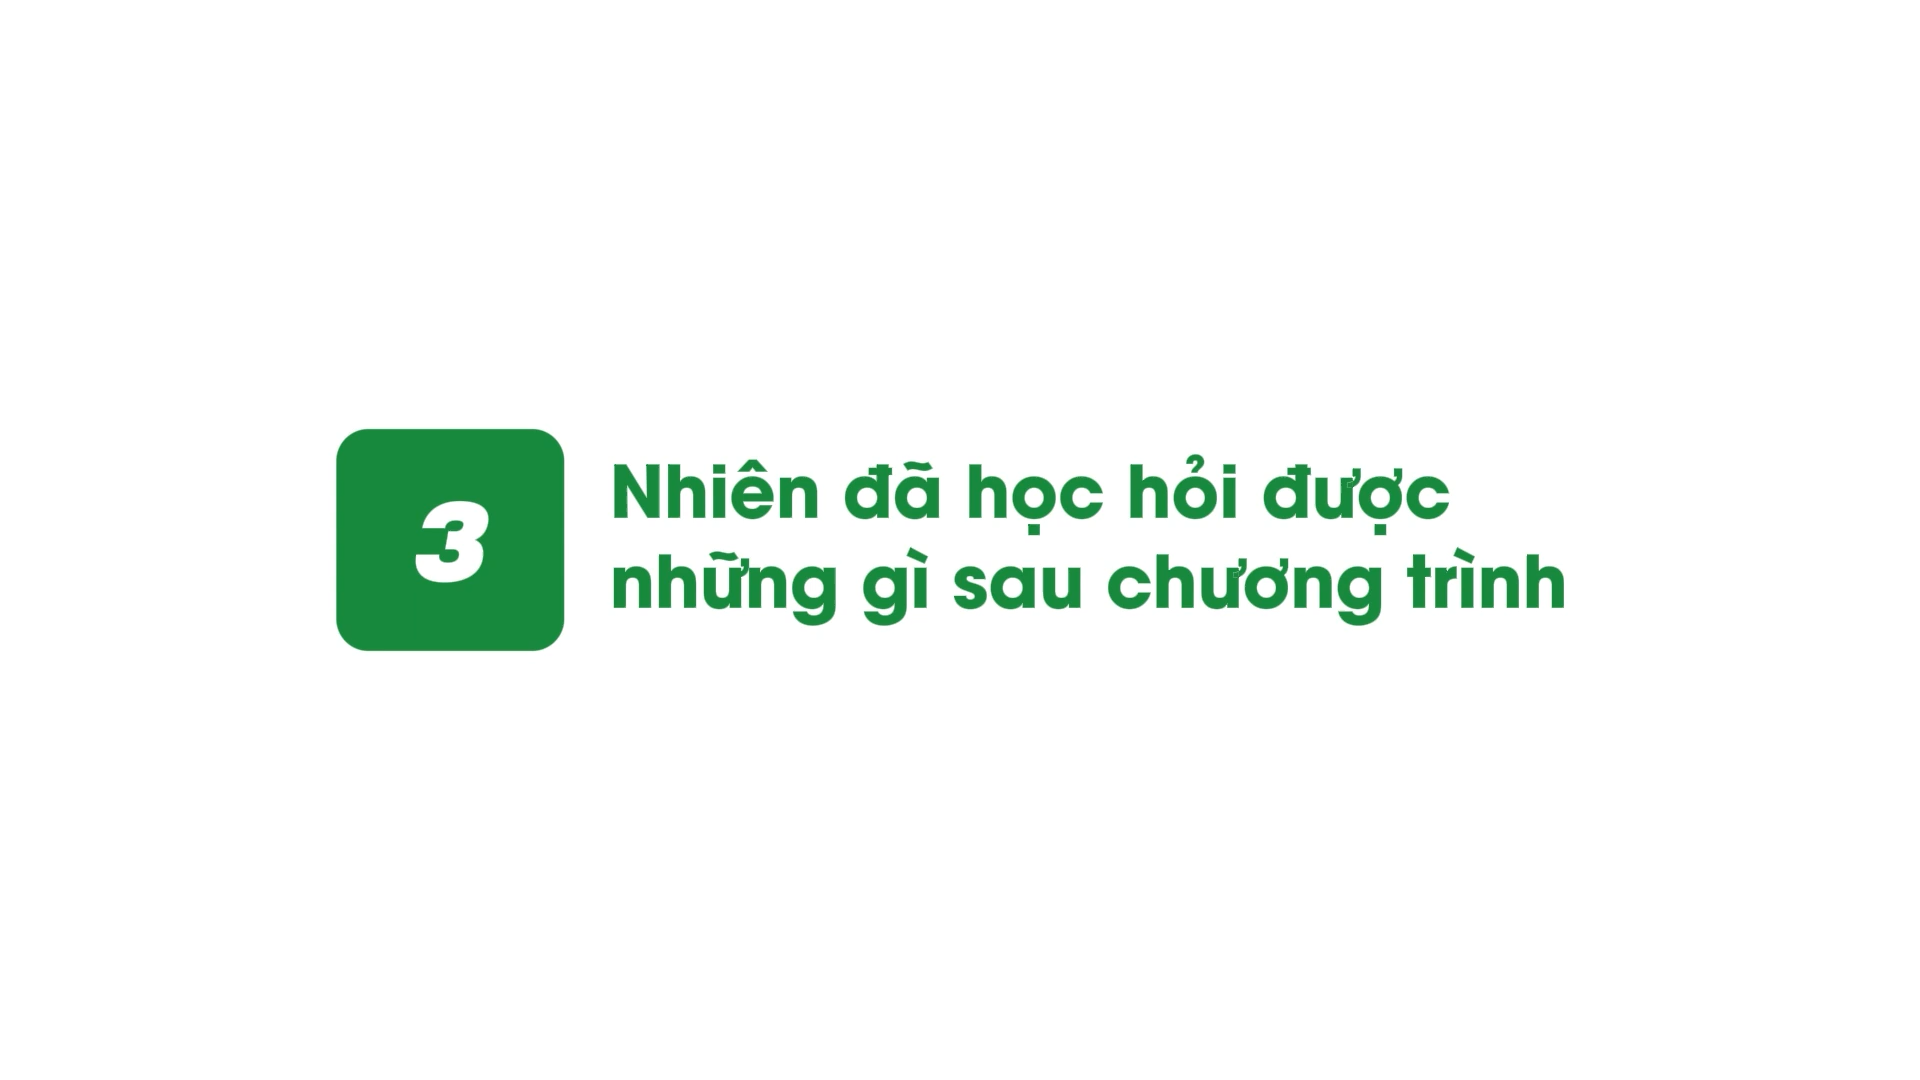 3
Nhiên đã học hỏi được
những gì sau chương trình